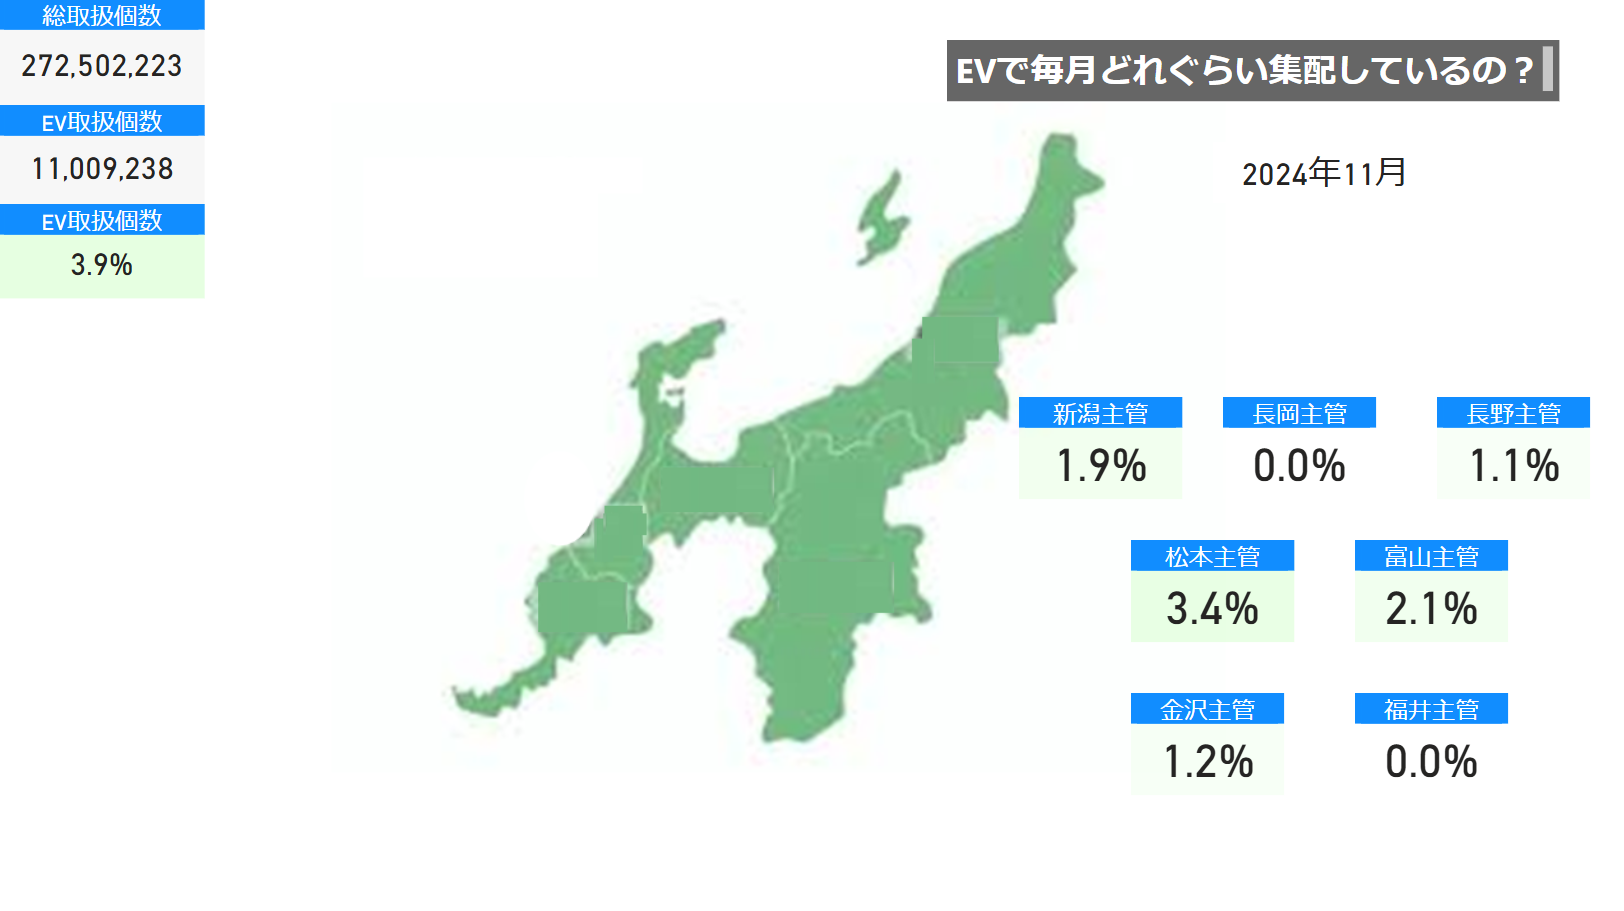 総取扱個数
272,502,223
EV取扱個数
11,009,238
EV取扱個数
3.9%
EVで毎月どれぐらい集配しているの？
2024年11月
新潟主管
1.9%
長岡主管
0.0%
長野主管
1.1%
松本主管
3.4%
富山主管
2.1%
金沢主管
1.2%
福井主管
0.0%